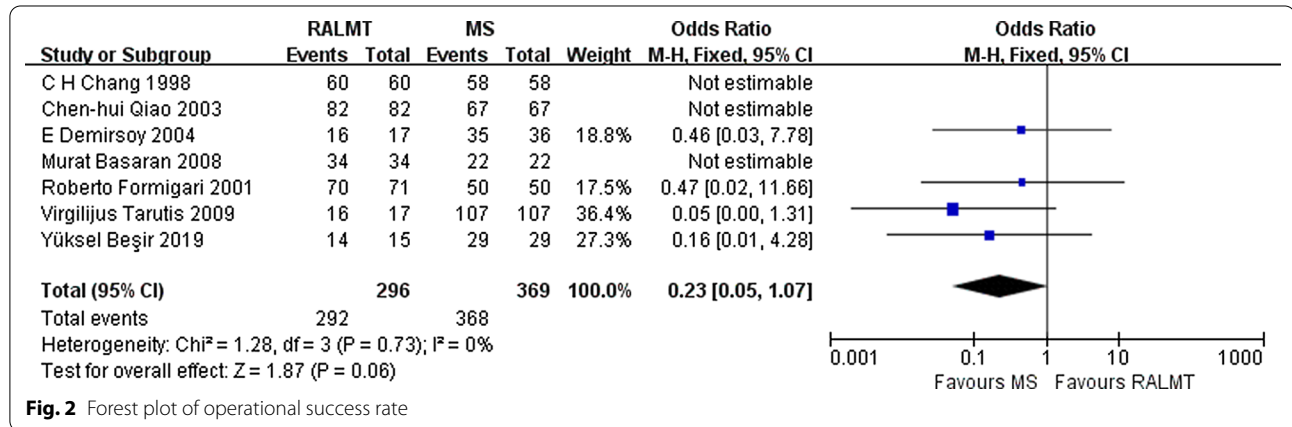 RALMT MS Odds Ratio Odds Ratio
Study or Subgroup Events Total Events Total Weight M-H, Fixed, 95% CI M-H, Fixed, 95% CI
C H Chang 1998 60 60 58 58 Not estimable
Chen-hui Qiao 2003 82 82 67 67 Not estimable
E Demirsoy 2004 16 17 35 36 18.8% 0.46 [0.03, 7.78]
Murat Basaran 2008 34 34 22 22 Not estimable
Roberto Formigari 2001 70 71 50 50 17.5% 0.47 [0.02, 11.66]
Virgilijus Tarutis 2009 16 17 107 107 36.4% 0.05 [0.00, 1.31]
Yüksel Beşir 2019 14 15 29 29 27.3% 0.16 [0.01, 4.28]
Total (95% CI) 296 369 100.0% 0.23 [0.05, 1.07]
Total events 292 368
Heterogeneity: Chi² = 1.28, df = 3 (P = 0.73); I² = 0%
Test for overall effect: Z = 1.87 (P = 0.06)
0.001 0.1 1 10 1000
Favours MS Favours RALMT
Fig. 2 Forest plot of operational success rate